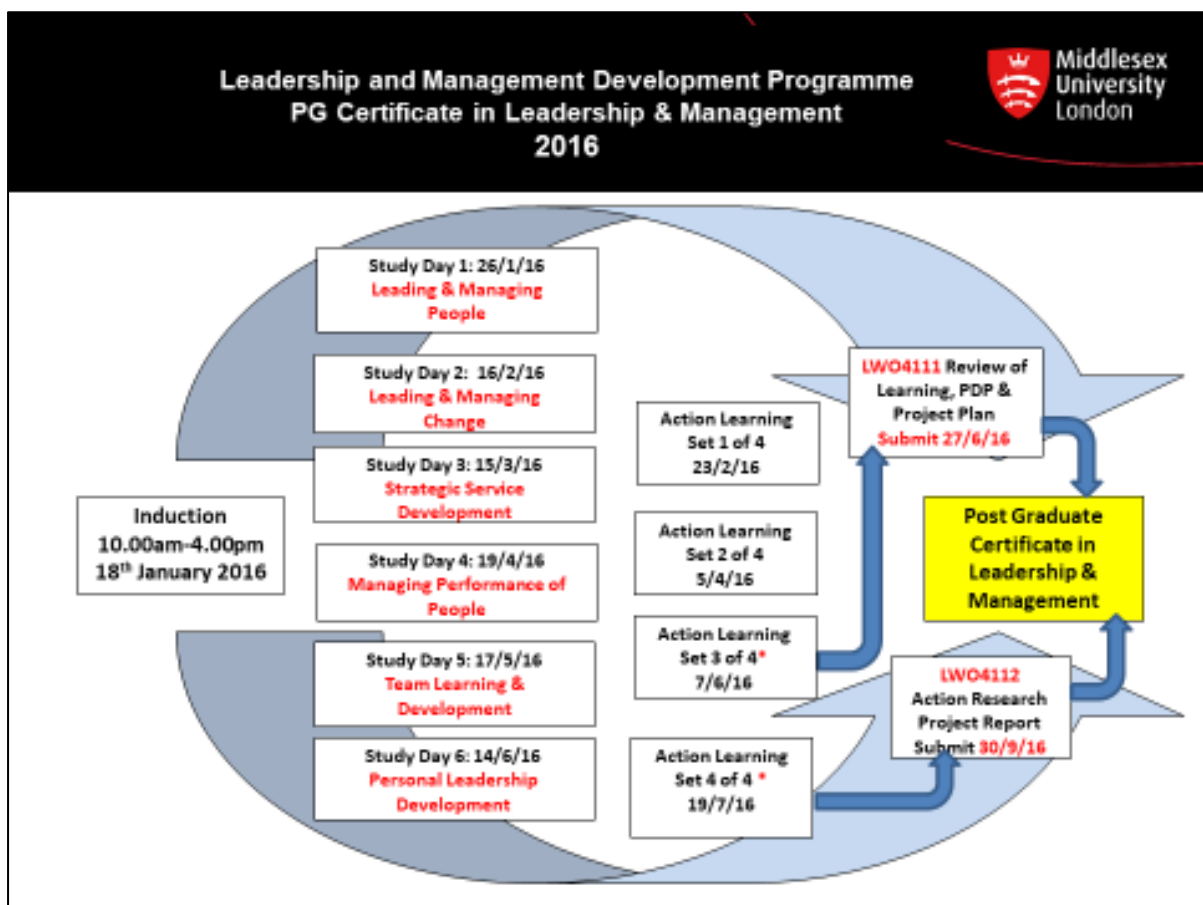 Leadership and Management Development Programme
PG Certificate in Leadership & Management
2016
Middlesex
University
London
Study Day 1: 26/1/16
Leading & Managing
People
Study Day 2: 16/2/16
Leading & Managing
Change
Study Day 3: 15/3/16
Strategic Service
Development
Study Day 4: 19/4/16
Managing Performance of
People
Study Day 5: 17/5/16
Team Learning &
Development
Study Day 6: 14/6/16
Personal Leadership
Development
Induction
10.00am-4.00pm
18th January 2016
Action Learning
Set 1 of 4
23/2/16
Action Learning
Set 2 of 4
5/4/16
Action Learning
Set 3 of 4*
7/6/16
Action Learning
Set 4 of 4 *
19/7/16
LWO4111 Review of
Learning, PDP &
Project Plan
Submit 27/6/16
Post Graduate
Certificate in
Leadership &
Management
LWO4112
Action Research
Project Report
Submit 30/9/16